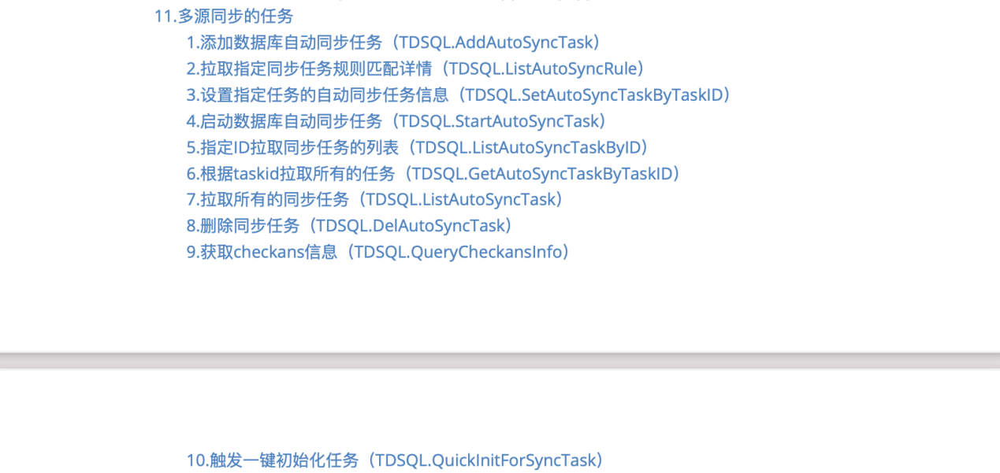 11.多源同步的任务
1.添加数据库自动同步任务（TDSQL.AddAutoSyncTask）
2.拉取指定同步任务规则匹配详情（TDSQL.ListAutoSyncRule）
3.设置指定任务的自动同步任务信息（TDSQL.SetAutoSyncTaskByTaskID）
4.启动数据库自动同步任务（TDSQL.StartAutoSyncTask）
5.指定ID拉取同步任务的列表（TDSQL.ListAutoSyncTaskByID）
6.根据taskid拉取所有的任务（TDSQL.GetAutoSyncTaskByTaskID）
7.拉取所有的同步任务（TDSQL.ListAutoSyncTask）
8.删除同步任务（TDSQL.DelAutoSyncTask）
9.获取checkans信息（TDSQL.QueryCheckansInfo）
10.触发一键初始化任务（TDSQL.QuickInitForSyncTask）